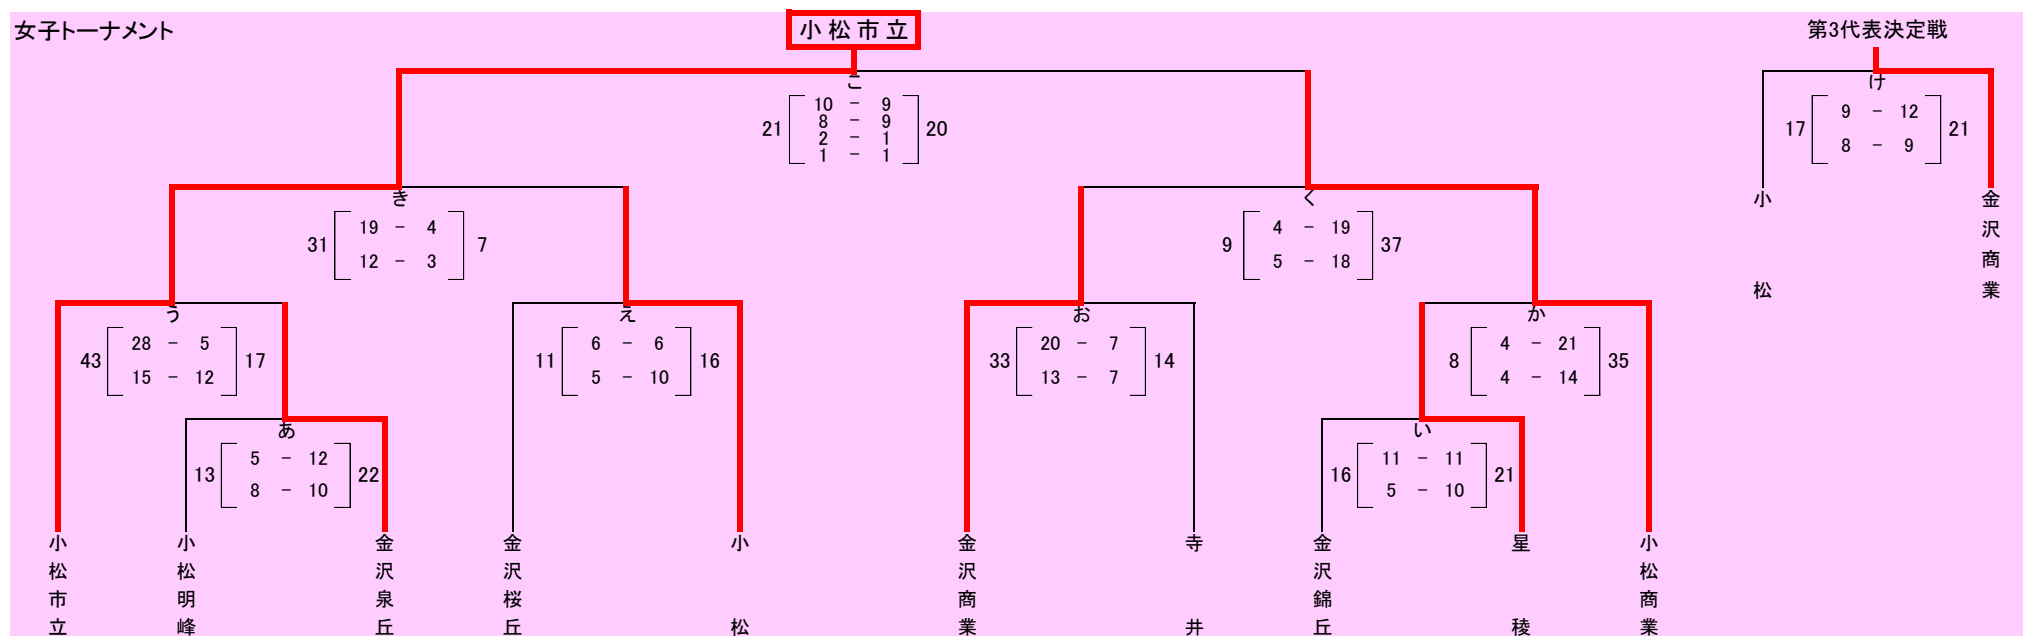 女子トーナメント
小松市立
第3代表決定戦
こ
21 10 - 9 20
8 - 9
2 - 1
1 - 1
け
17 9 - 12 21
8 - 9
小松
金沢商業
き
31 19 - 4 7
12 - 3
く
9 4 - 19 37
5 - 18
う
43 28 - 5 17
15 - 12
え
11 6 - 6 16
5 - 10
お
33 20 - 7 14
13 - 7
か
8 4 - 21 35
4 - 14
あ
13 5 - 12 22
8 - 10
い
16 11 - 11 21
5 - 10
小松市立
小松明峰
金沢泉丘
金沢桜丘
小松
金沢商業
寺井
金沢錦丘
星稜
小松商業